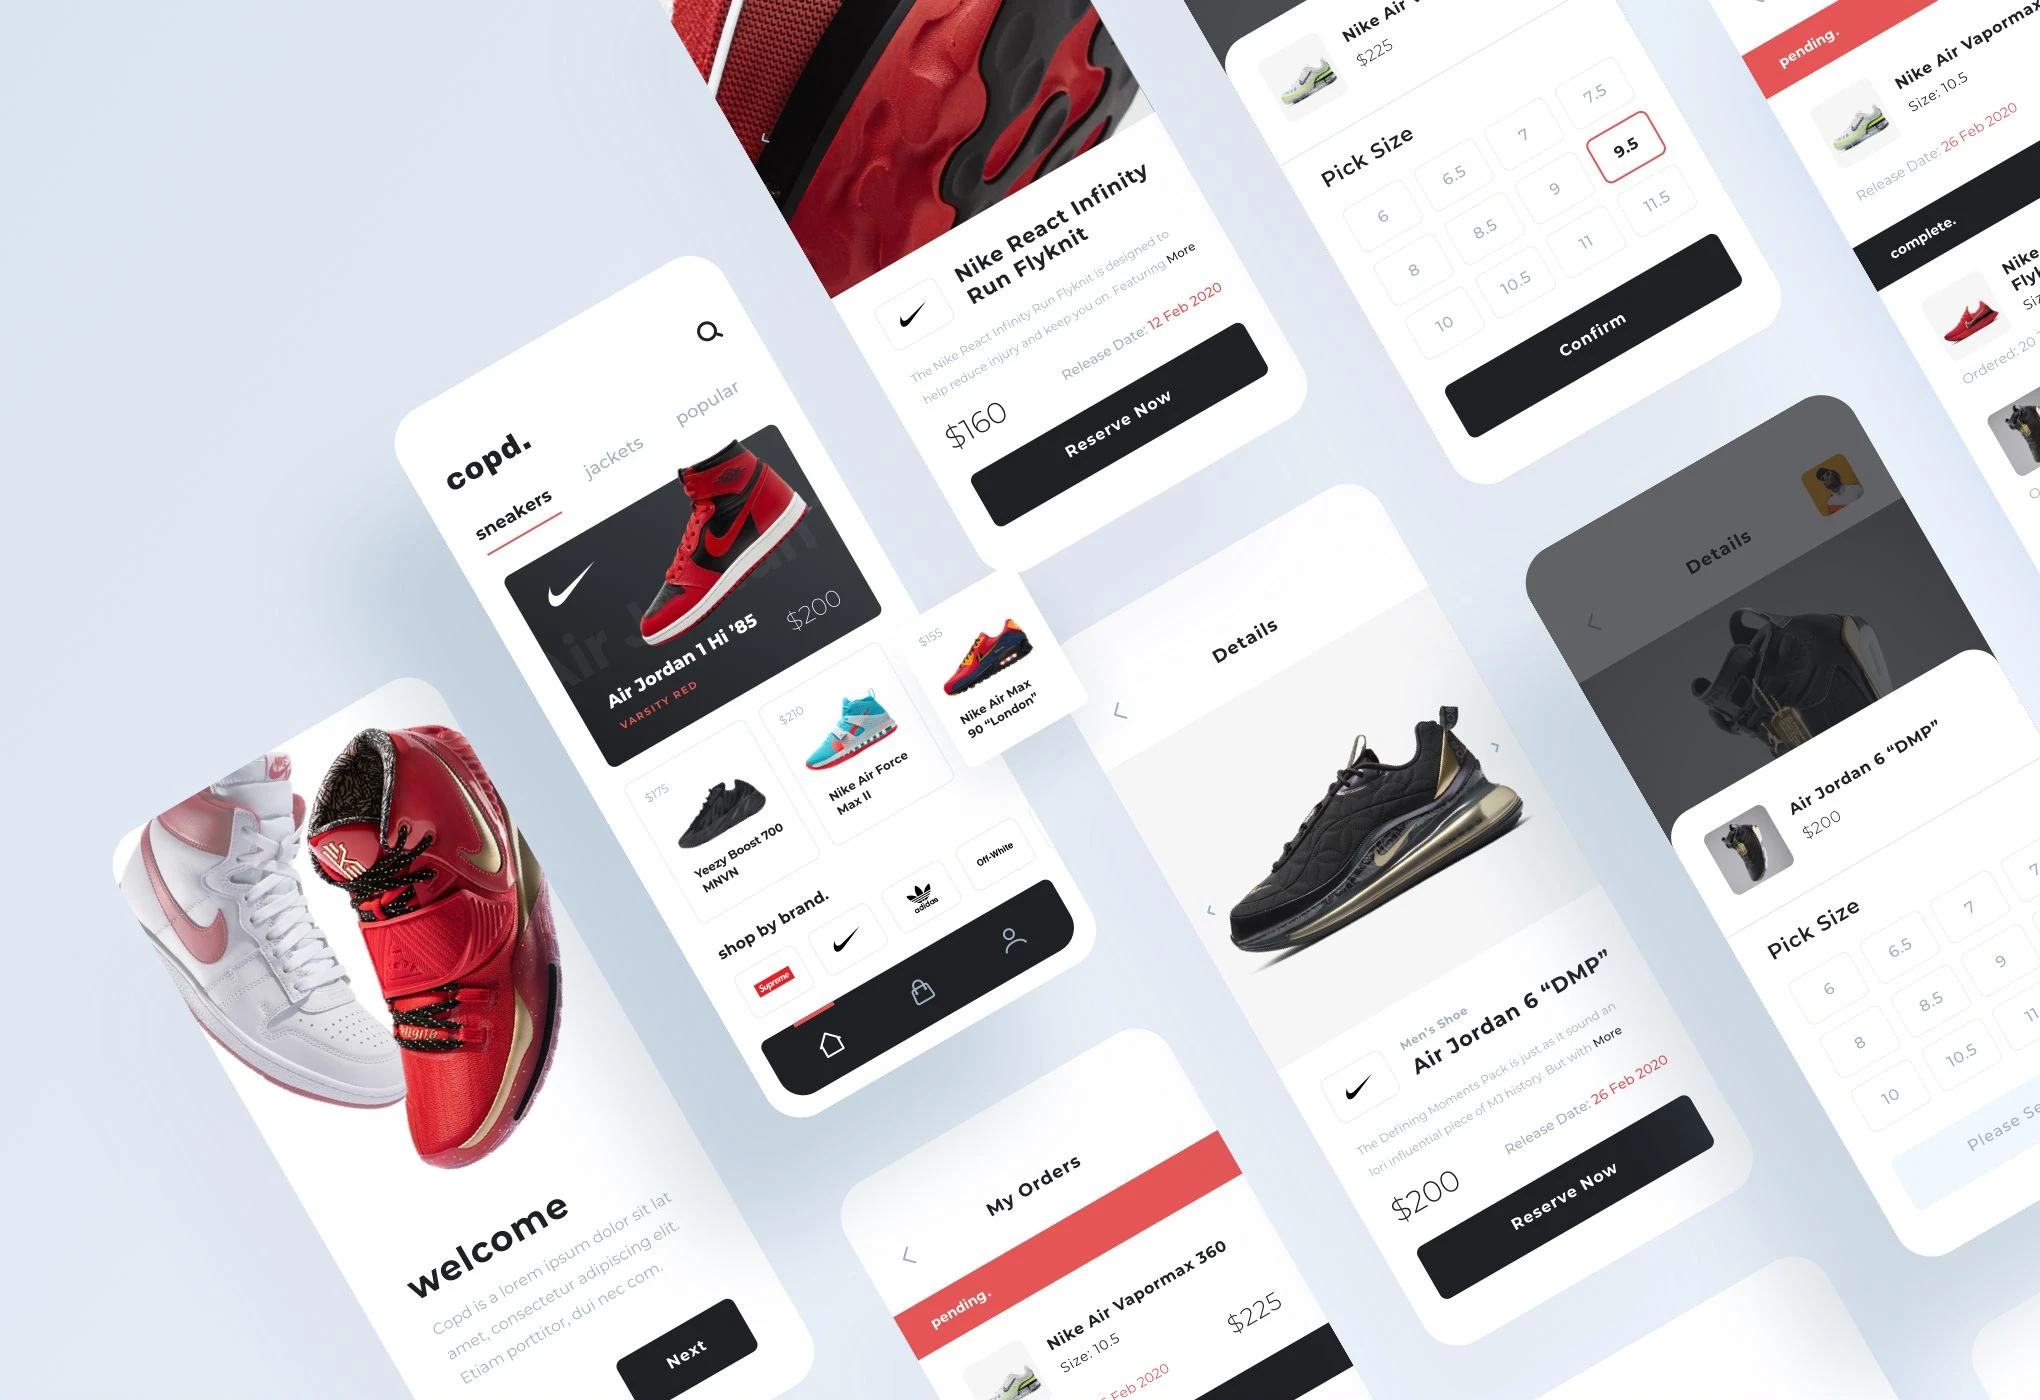 welcome
Copd is a lorem ipsum dolor sit lat
amet, consectetur adipiscing elit.
Etiam porttitor, dui nec com.
Next
copd.
sneakers
jackets
popular
Air Jordan 1 Hi '85
VARSITY RED
$200
$175
Yeezy Boost 700
MNVN
$210
Nike Air Force
Max II
$155
Nike Air Max
90 “London”
shop by brand.
Supreme
adidas
Off-White
Nike React Infinity
Run Flyknit
The Nike React Infinity Run Flyknit is designed to
help reduce injury and keep you on. Featuring More
Release Date: 12 Feb 2020
$160
Reserve Now
My Orders
pending.
Nike Air Vapormax 360
Size: 10.5
$225
Feb 2020
Details
Men's Shoe
Air Jordan 6 “DMP”
The Defining Moments Pack is just as it sound an
iori influential piece of MJ history. But with More
Release Date: 26 Feb 2020
$200
Reserve Now
Nike Air
$225
Pick Size
6
6.5
7
7.5
8
8.5
9
9.5
10
10.5
11
11.5
Confirm
Details
Air Jordan 6 “DMP”
$200
Pick Size
6
6.5
7
8
8.5
9
10
10.5
11
Please
pending.
Nike Air Vapormax
Size: 10.5
Release Date: 26 Feb 2020
complete.
Nike
Ordered: 20